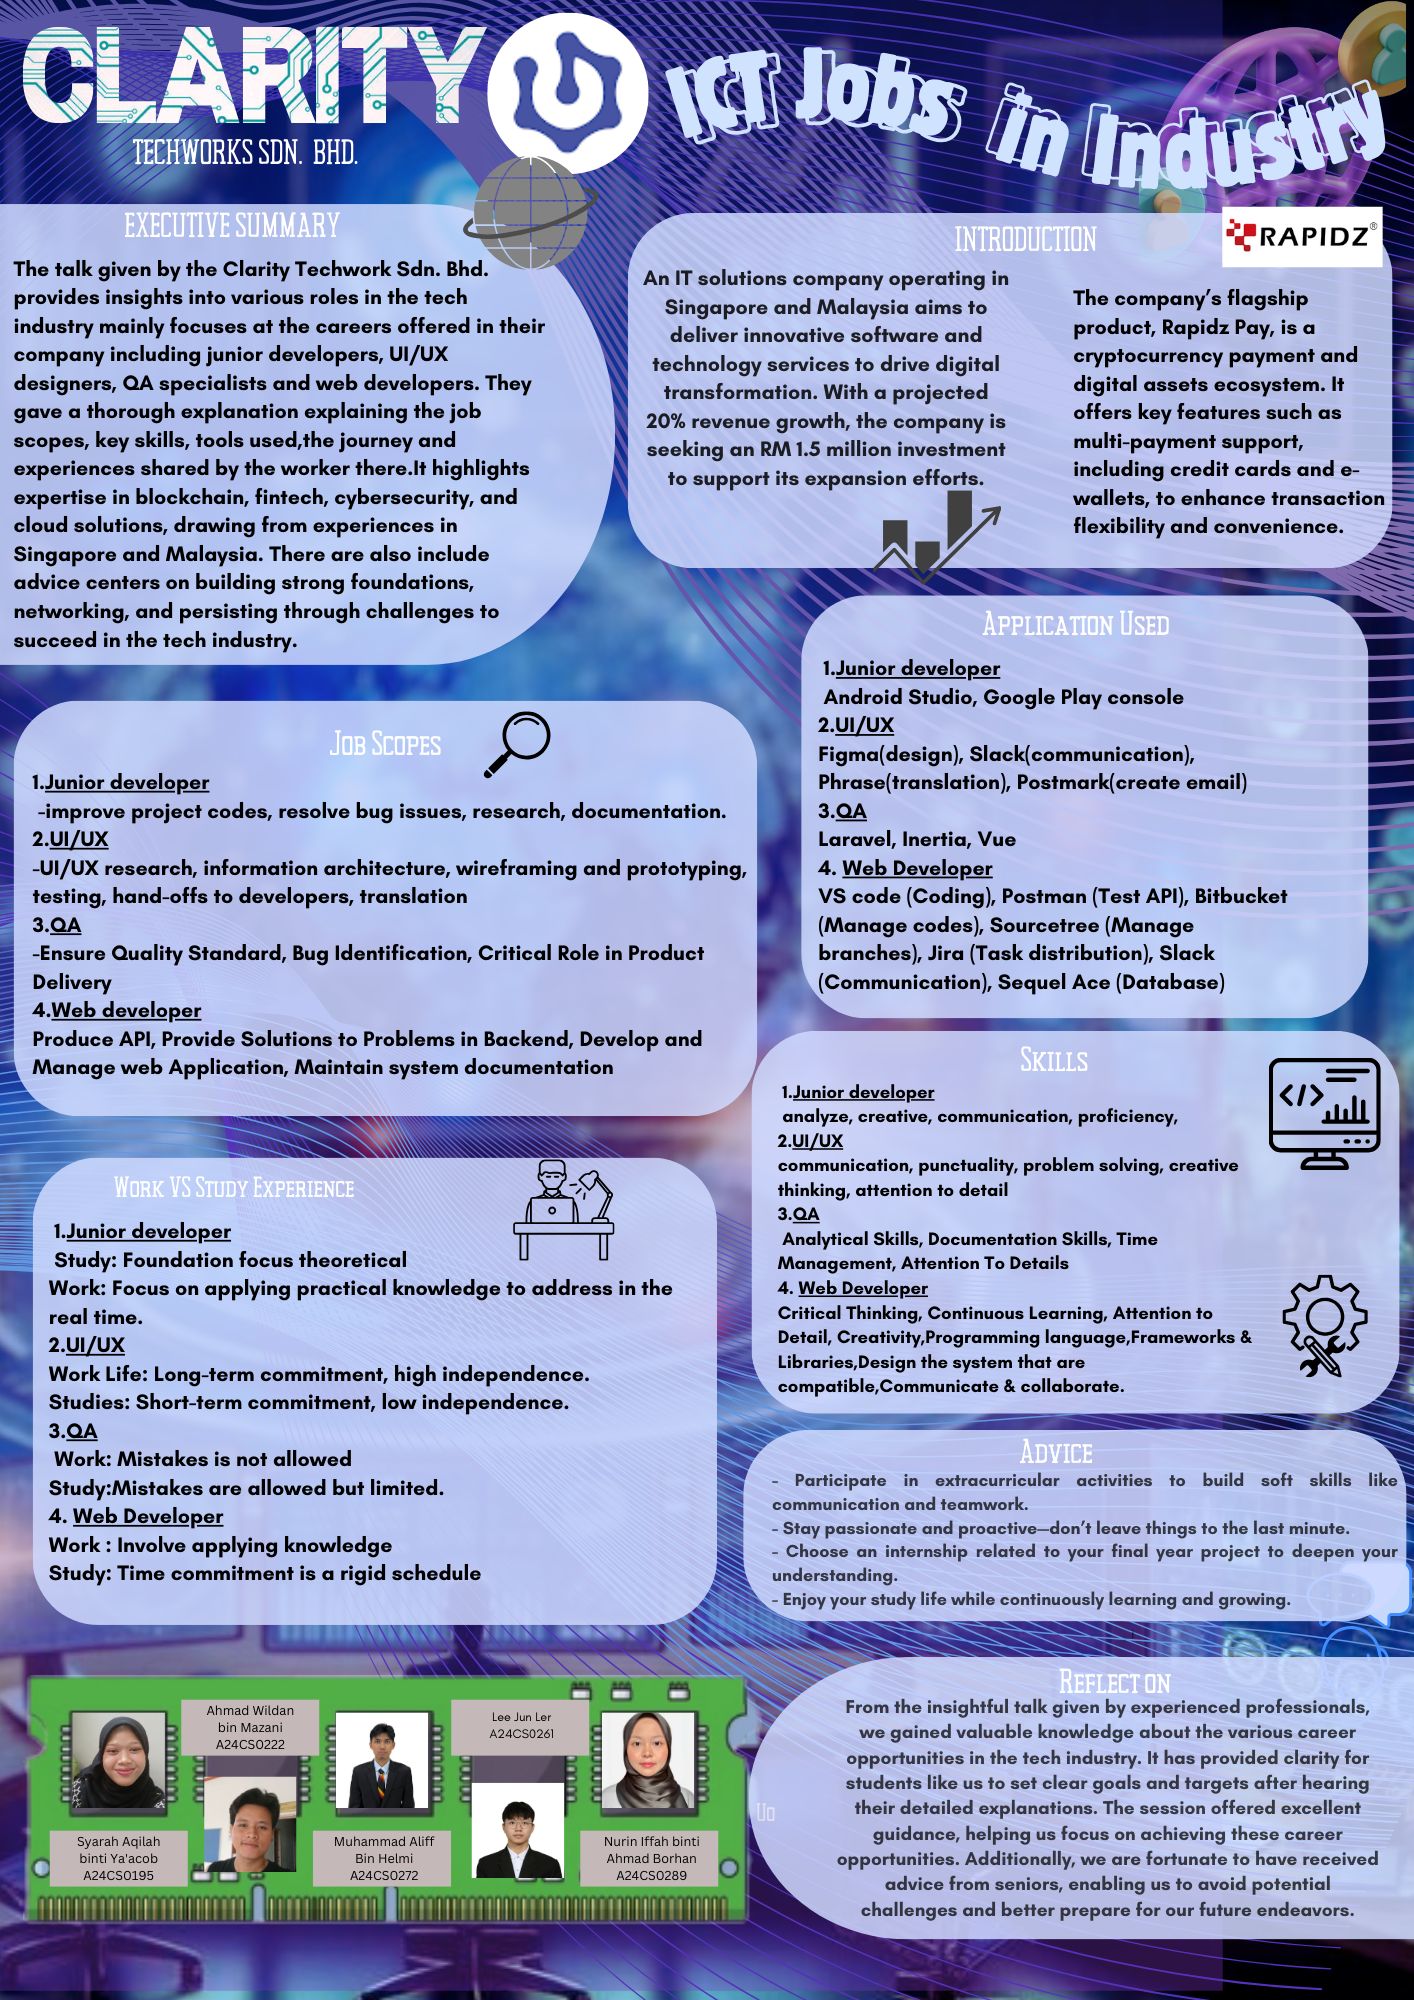 CLARITY
TECHWORKS SDN. BHD.
ICT Jobs in Industry
EXECUTIVE SUMMARY
The talk given by the Clarity Techwork Sdn. Bhd.
provides insights into various roles in the tech
industry mainly focuses at the careers offered in their
company including junior developers, UI/UX
designers, QA specialists and web developers. They
gave a thorough explanation explaining the job
scopes, key skills, tools used,the journey and
experiences shared by the worker there.It highlights
expertise in blockchain, fintech, cybersecurity, and
cloud solutions, drawing from experiences in
Singapore and Malaysia. There are also include
advice centers on building strong foundations,
networking, and persisting through challenges to
succeed in the tech industry.
INTRODUCTION
RAPIDZ®
An IT solutions company operating in
Singapore and Malaysia aims to
deliver innovative software and
technology services to drive digital
transformation. With a projected
20% revenue growth, the company is
seeking an RM 1.5 million investment
to support its expansion efforts.
The company's flagship
product, Rapidz Pay, is a
cryptocurrency payment and
digital assets ecosystem. It
offers key features such as
multi-payment support,
including credit cards and e-
wallets, to enhance transaction
flexibility and convenience.
APPLICATION USED
1.Junior developer
Android Studio, Google Play console
2.UI/UX
Figma(design), Slack(communication),
Phrase(translation), Postmark(create email)
3.QA
Laravel, Inertia, Vue
4. Web Developer
VS code (Coding), Postman (Test API), Bitbucket
(Manage codes), Sourcetree (Manage
branches), Jira (Task distribution), Slack
(Communication), Sequel Ace (Database)
JOB SCOPES
1.Junior developer
-improve project codes, resolve bug issues, research, documentation.
2.UI/UX
-UI/UX research, information architecture, wireframing and prototyping,
testing, hand-offs to developers, translation
3.QA
-Ensure Quality Standard, Bug Identification, Critical Role in Product
Delivery
4.Web developer
Produce API, Provide Solutions to Problems in Backend, Develop and
Manage web Application, Maintain system documentation
SKILLS
1.Junior developer
analyze, creative, communication, proficiency,
2.UI/UX
communication, punctuality, problem solving, creative
thinking, attention to detail
3.QA
Analytical Skills, Documentation Skills, Time
Management, Attention To Details
4. Web Developer
Critical Thinking, Continuous Learning, Attention to
Detail, Creativity,Programming language,Frameworks &
Libraries,Design the system that are
compatible,Communicate & collaborate.
WORK VS STUDY EXPERIENCE
1.Junior developer
Study: Foundation focus theoretical
Work: Focus on applying practical knowledge to address in the
real time.
2.UI/UX
Work Life: Long-term commitment, high independence.
Studies: Short-term commitment, low independence.
3.QA
Work: Mistakes is not allowed
Study:Mistakes are allowed but limited.
4. Web Developer
Work : Involve applying knowledge
Study: Time commitment is a rigid schedule
ADVICE
- Participate in extracurricular activities to build soft skills like
communication and teamwork.
- Stay passionate and proactive—don't leave things to the last minute.
- Choose an internship related to your final year project to deepen your
understanding.
- Enjoy your study life while continuously learning and growing.
REFLECTON
From the insightful talk given by experienced professionals,
we gained valuable knowledge about the various career
opportunities in the tech industry. It has provided clarity for
students like us to set clear goals and targets after hearing
their detailed explanations. The session offered excellent
guidance, helping us focus on achieving these career
opportunities. Additionally, we are fortunate to have received
advice from seniors, enabling us to avoid potential
challenges and better prepare for our future endeavors.
Ahmad Wildan
bin Mazani
A24CS0222
Lee Jun Ler
A24CS0261
Syarah Aqilah
binti Ya'acob
A24CS0195
Muhammad Aliff
Bin Helmi
A24CS0272
Nurin Iffah binti
Ahmad Borhan
A24CS0289